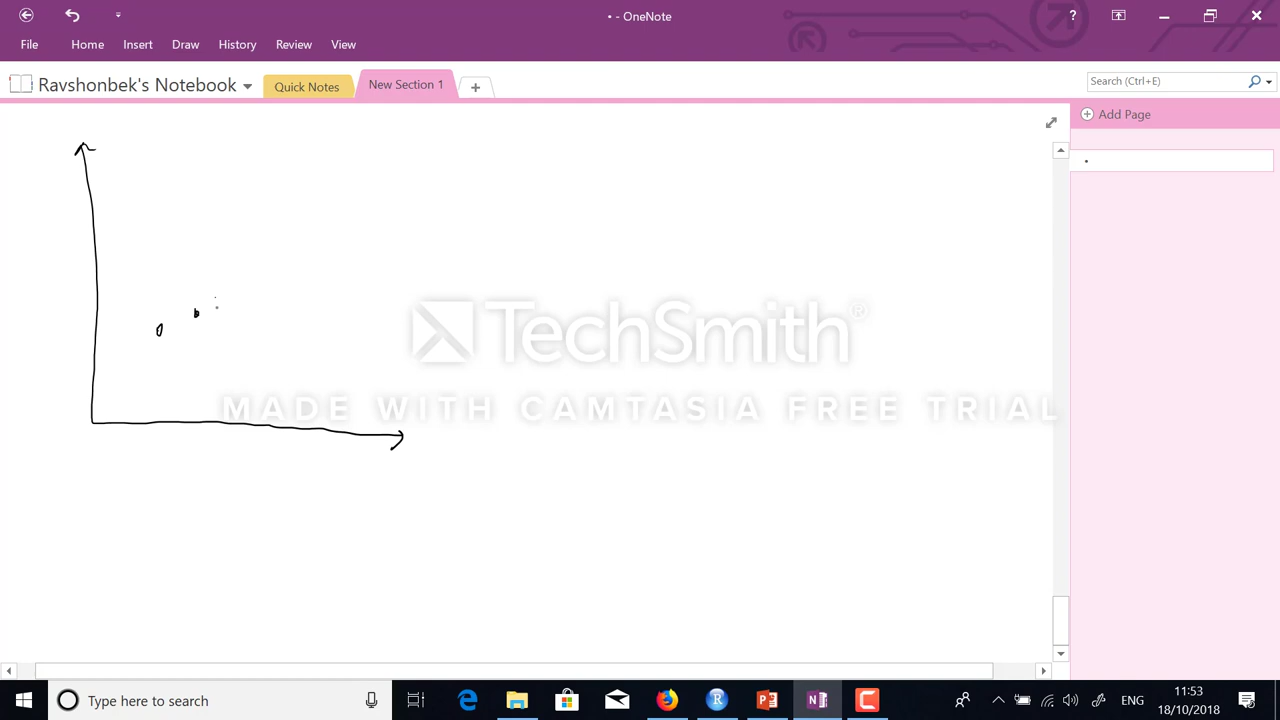 • - OneNote
?
File Home Insert Draw History Review View
Ravshonbek's Notebook Quick Notes New Section 1 +
Search (Ctrl+E)
Add Page
•
TechSmith®
MADE WITH CAMTASIA FREE TRIAL
Type here to search
ENG
11:53
18/10/2018